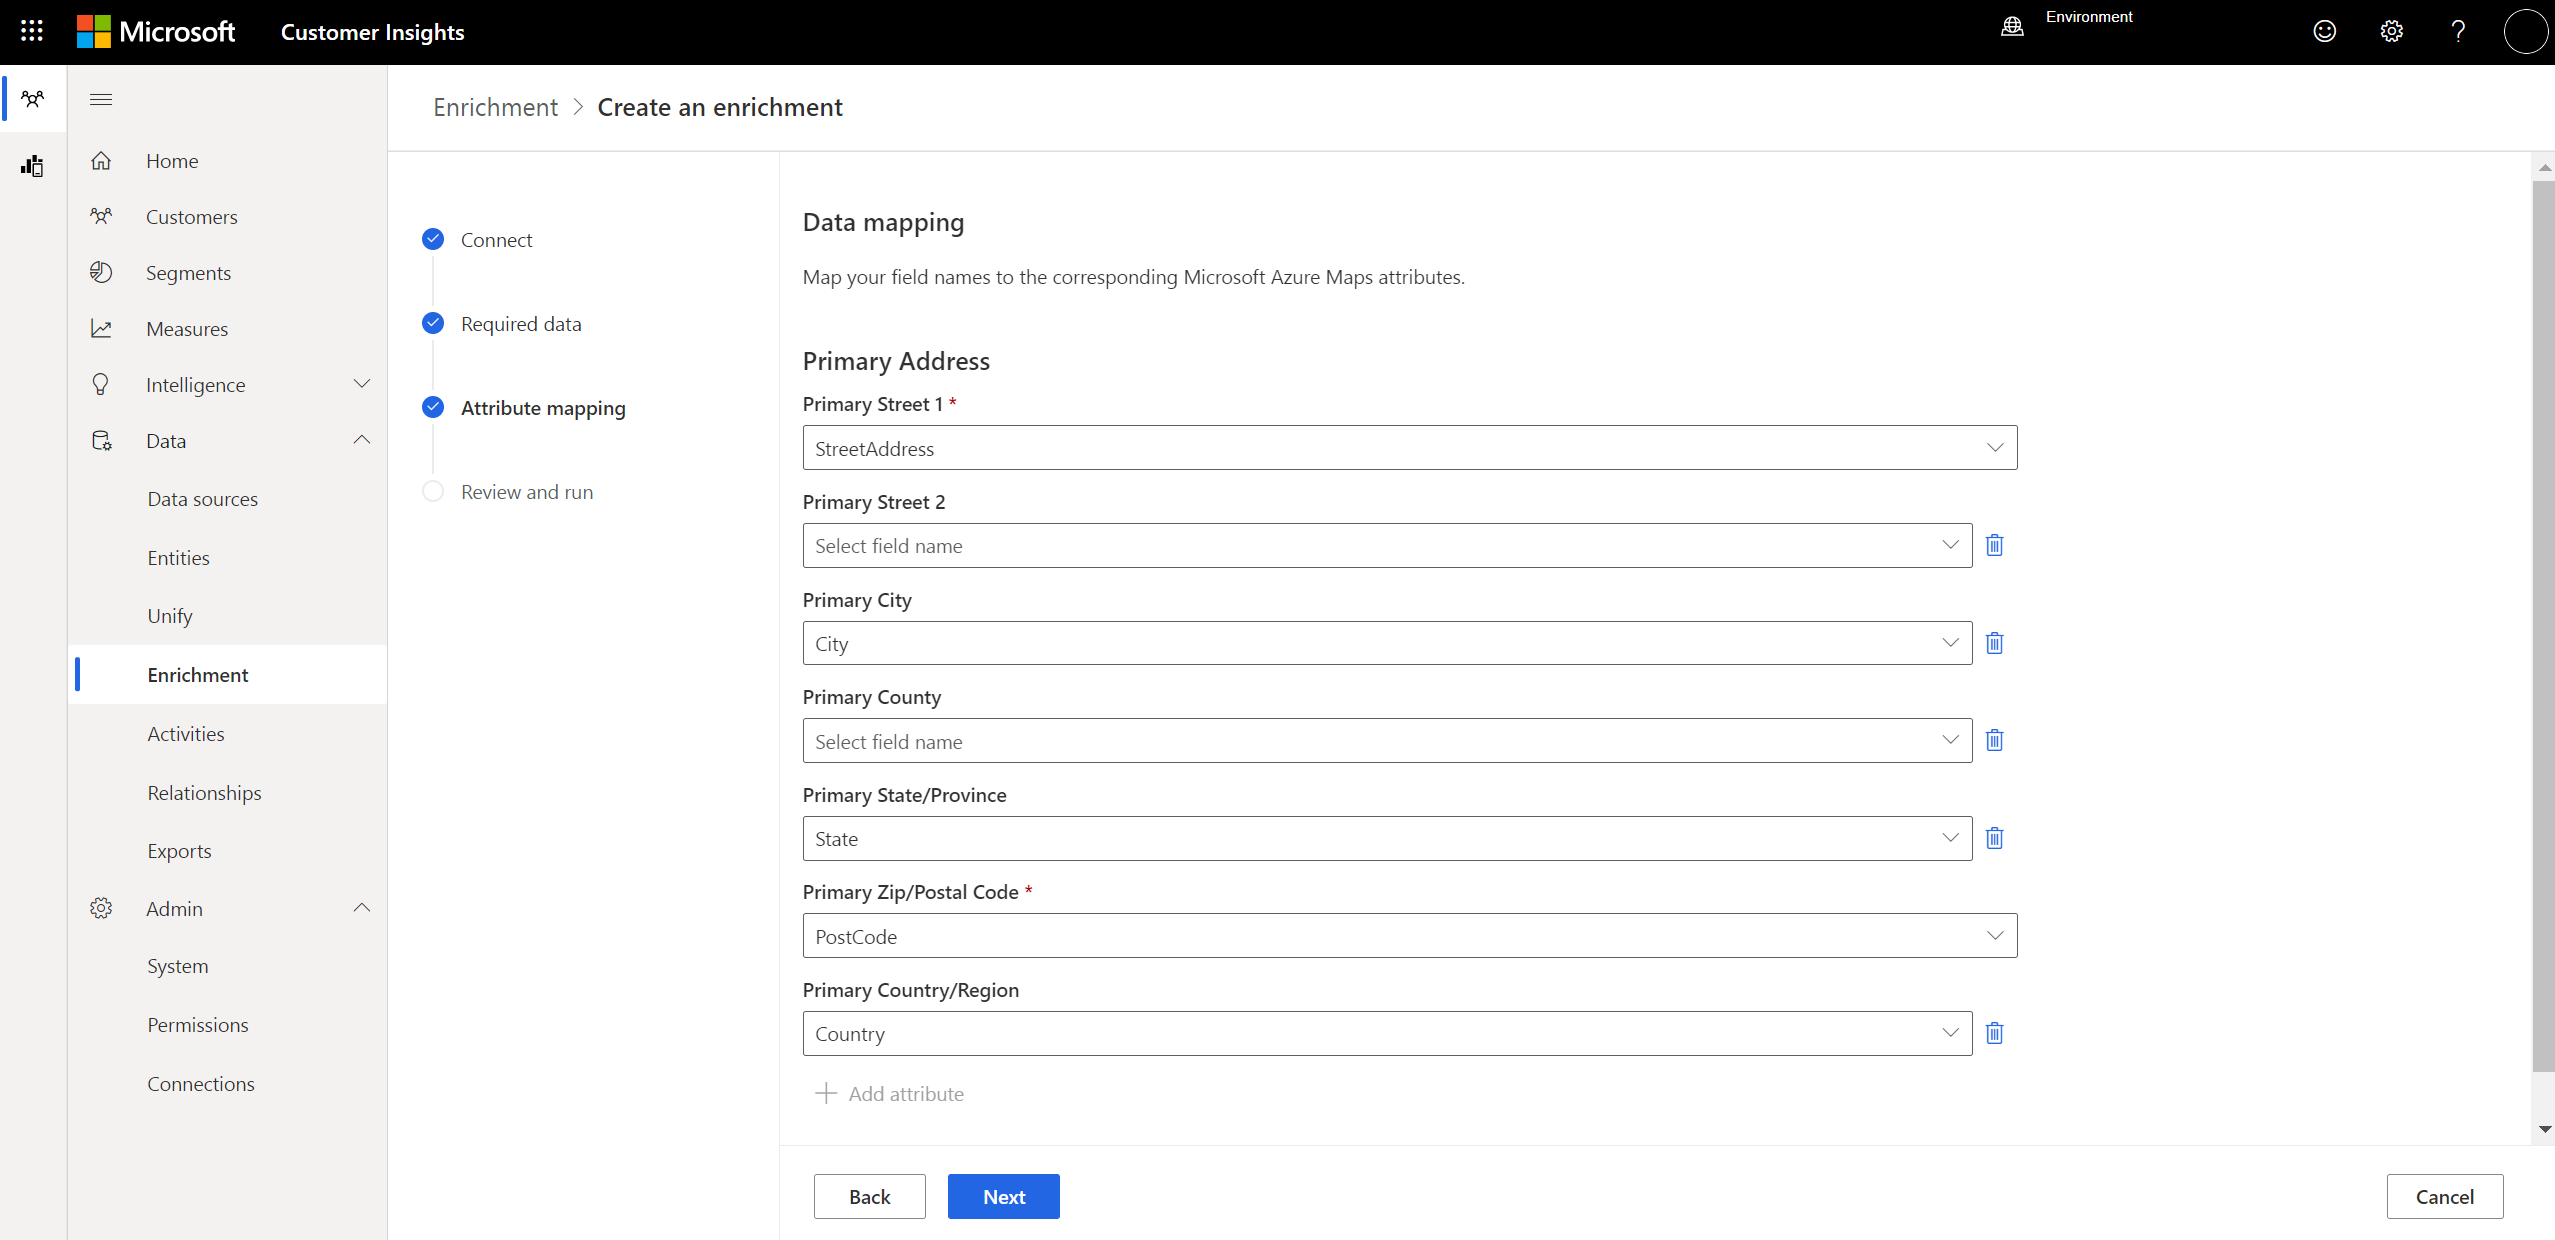 Microsoft
Customer Insights
Environment
Enrichment > Create an enrichment
Home
Customers
Segments
Measures
Intelligence
Data
Data sources
Entities
Unify
Enrichment
Activities
Relationships
Exports
Admin
System
Permissions
Connections
Connect
Required data
Attribute mapping
Review and run
Data mapping
Map your field names to the corresponding Microsoft Azure Maps attributes.
Primary Address
Primary Street 1 *
StreetAddress
Primary Street 2
Select field name
Primary City
City
Primary County
Select field name
Primary State/Province
State
Primary Zip/Postal Code *
PostCode
Primary Country/Region
Country
Add attribute
Back
Next
Cancel